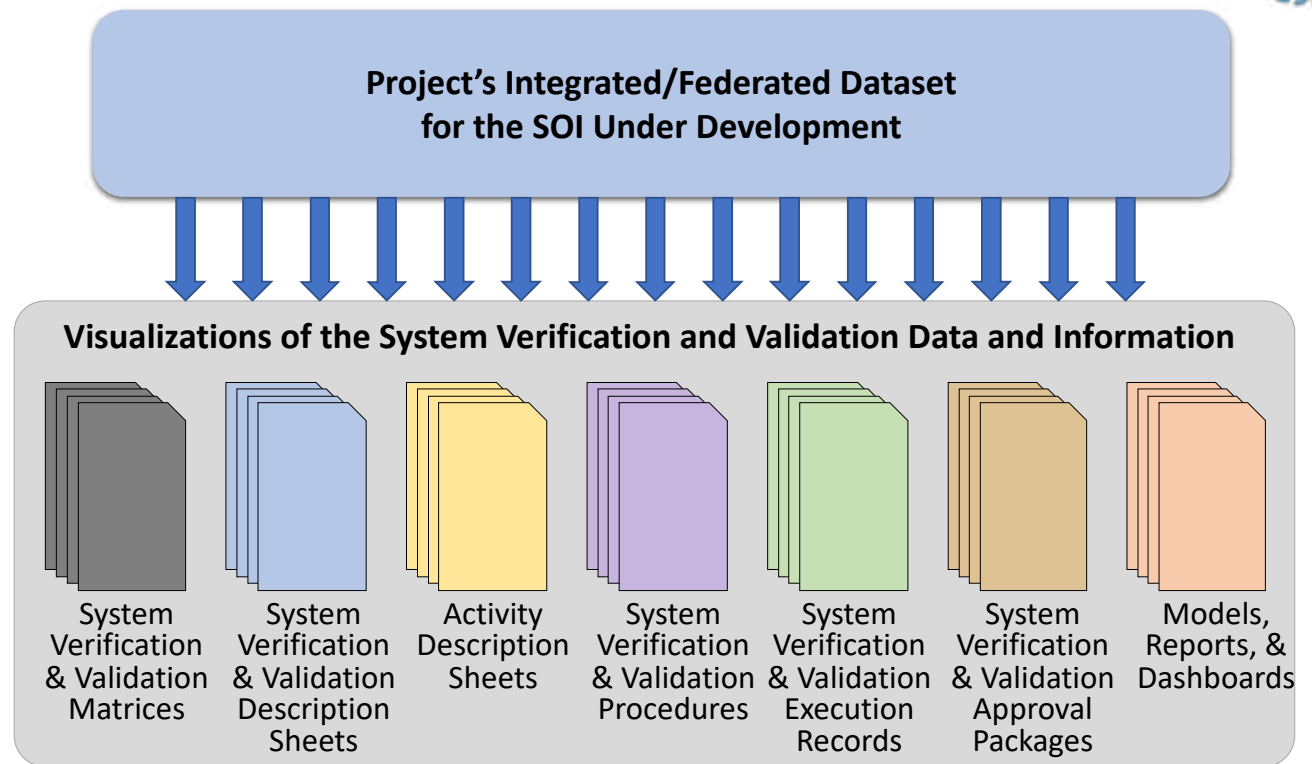 Project’s Integrated/Federated Dataset
for the SOI Under Development
Visualizations of the System Verification and Validation Data and Information
System
Verification
& Validation
Matrices
System
Verification
& Validation
Description
Sheets
Activity
Description
Sheets
System
Verification
& Validation
Procedures
System
Verification
& Validation
Execution
Records
System
Verification
& Validation
Approval
Packages
Models,
Reports, &
Dashboards